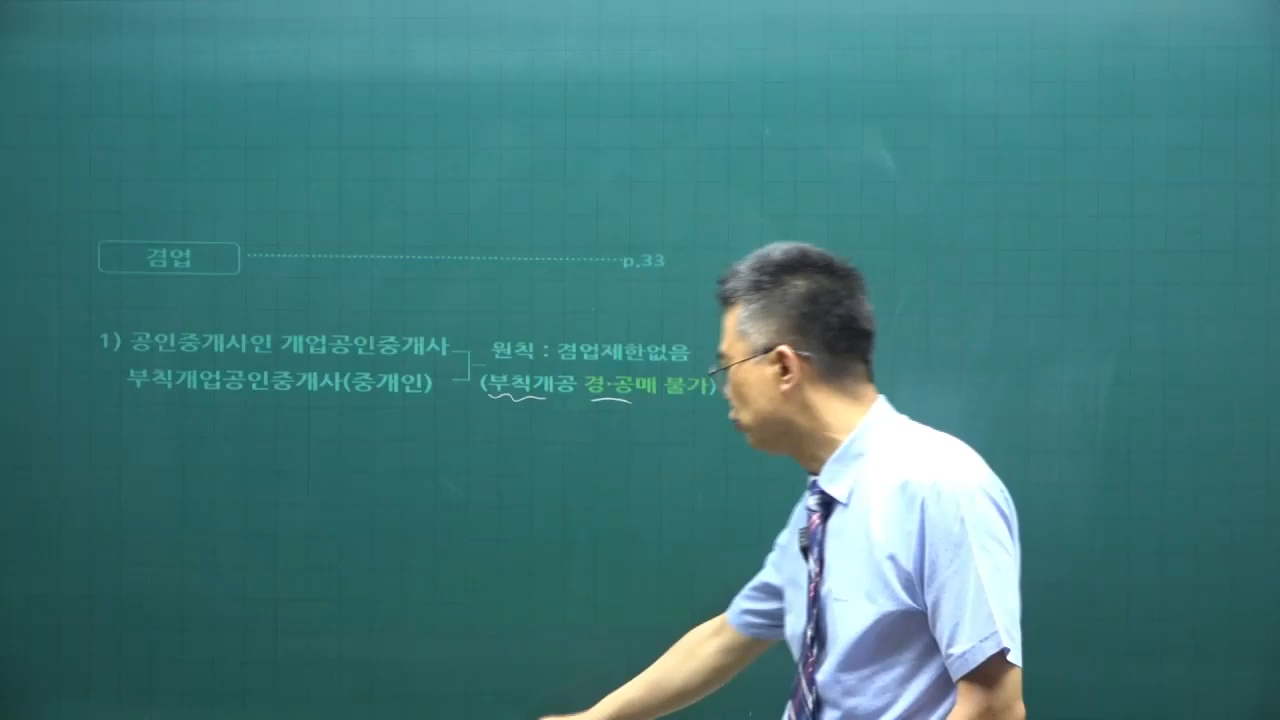 겸업 p.33
1) 공인중개사인 개업공인중개사 원칙 : 겸업제한없음
부칙개업공인중개사(중개인) (부칙개공 경·공매 불가)